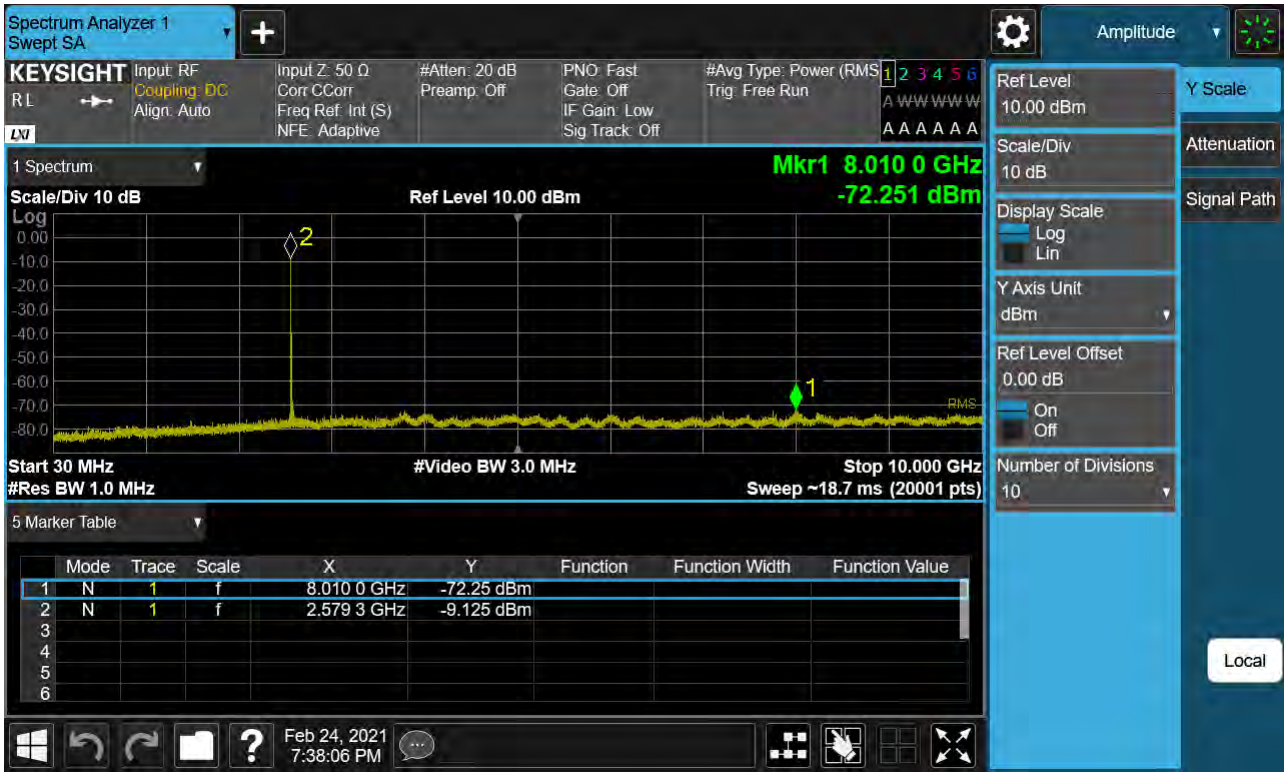 Spectrum Analyzer 1
Swept SA
Amplitude
KEYSIGHT
RL
LXI
Input: RF
Coupling: DC
Align: Auto
Input Z: 50 Ω
Corr CCorr
Freq Ref: Int (S)
NFE: Adaptive
#Atten: 20 dB
Preamp: Off
PNO: Fast
Gate: Off
IF Gain: Low
Sig Track: Off
#Avg Type: Power (RMS
Trig: Free Run
1 2 3 4 5 6
A W W W W W
A A A A A A
1 Spectrum
Mkr1 8.010 0 GHz
-72.251 dBm
Scale/Div 10 dB
Ref Level 10.00 dBm
Log
0.00
-10.0
-20.0
-30.0
-40.0
-50.0
-60.0
-70.0
-80.0
2
1
RMS
Start 30 MHz
#Video BW 3.0 MHz
Stop 10.000 GHz
#Res BW 1.0 MHz
Sweep ~18.7 ms (20001 pts)
5 Marker Table
Mode Trace Scale X Y Function Function Width Function Value
1 N 1 f 8.010 0 GHz -72.25 dBm
2 N 1 f 2.579 3 GHz -9.125 dBm
3
4
5
6
Ref Level
10.00 dBm
Scale/Div
10 dB
Display Scale
Log
Lin
Y Axis Unit
dBm
Ref Level Offset
0.00 dB
On
Off
Number of Divisions
10
Y Scale
Attenuation
Signal Path
Local
?
Feb 24, 2021
7:38:06 PM